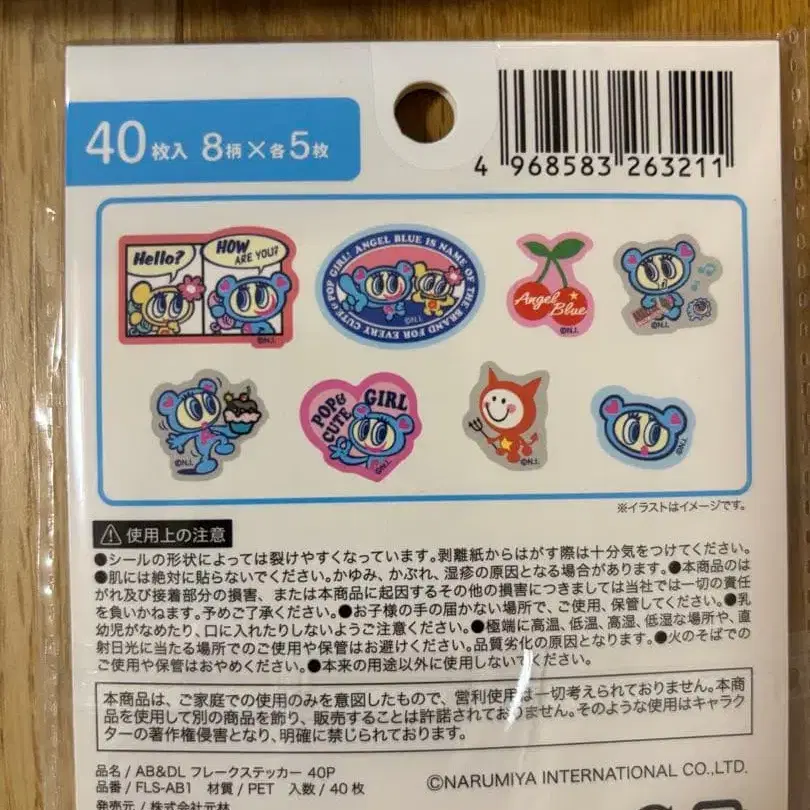 40枚入 8柄×各5枚
4 968583 263211
Hello?
HOW
ARE YOU?
©N.I.
POP GIRL! ANGEL BLUE IS NAME OF THE BRAND FOR EVERY CUTE &
©N.I.
Angel
Blue
©N.I.
©N.I.
©N.I.
POP&
CUTE
GIRL
©N.I.
©N.I.
©N.I.
※イラストはイメージです。
使用上の注意
●シールの形状によっては裂けやすくなっています。剥離紙からはがす際は十分気をつけてください。
●肌には絶対に貼らないでください。かゆみ、かぶれ、湿疹の原因となる場合があります。●本商品のは
がれ及び接着部分の損害、または本商品に起因するその他の損害につきましては当社では一切の責任
を負いかねます。予めご了承ください。●お子様の手の届かない場所で、ご使用、保管してください。●乳
幼児がなめたり、口に入れたりしないようご注意ください。●極端に高温、低温、高湿、低湿な場所や、直
射日光に当たる場所でのご使用や保管はお避けください。品質劣化の原因となります。●火のそばでの
ご使用や保管はおやめください。●本来の用途以外に使用しないでください。
本商品は、ご家庭での使用のみを意図したもので、営利使用は一切考えられておりません。本商
品を使用して別の商品を飾り、販売することは許諾されておりません。そのような使用はキャラク
ターの著作権侵害となり、明確に禁じられております。
品名/AB&DL フレークステッカー 40P
品番/FLS-AB1 材質/PET 入数/40枚
発売元/株式会社元林
©NARUMIYA INTERNATIONAL CO.,LTD.